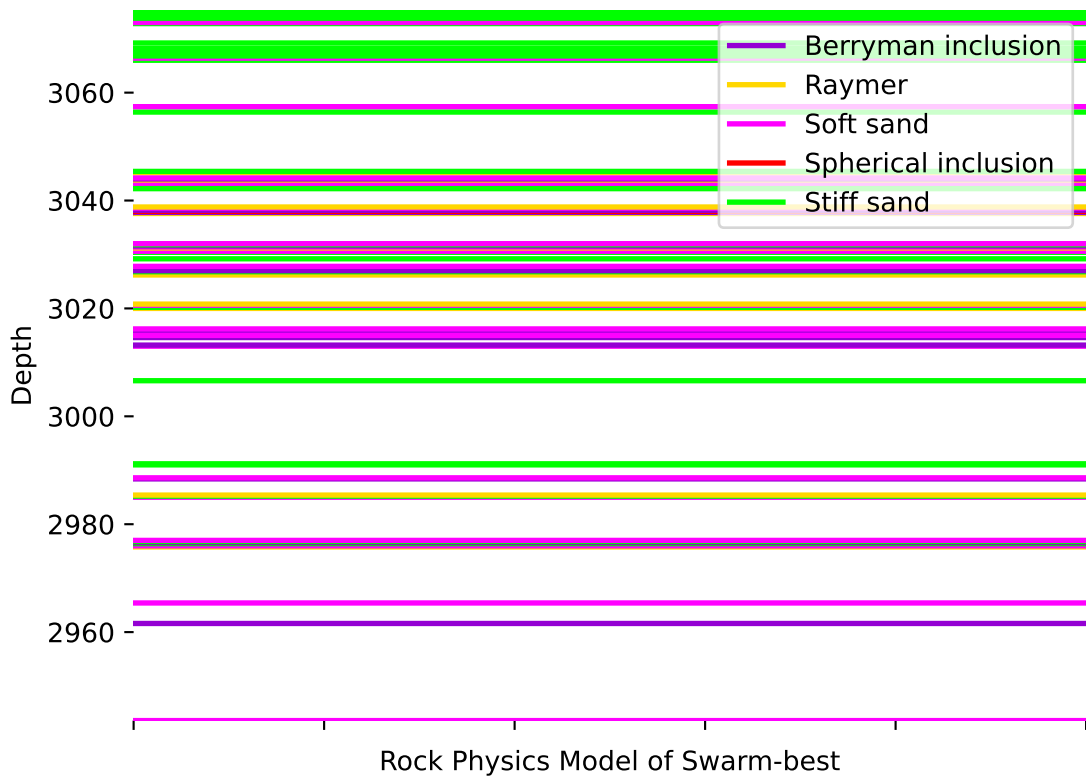 Berryman inclusion
Raymer
Soft sand
Spherical inclusion
Stiff sand
3060
3040
3020
3000
2980
2960
Depth
Rock Physics Model of Swarm-best